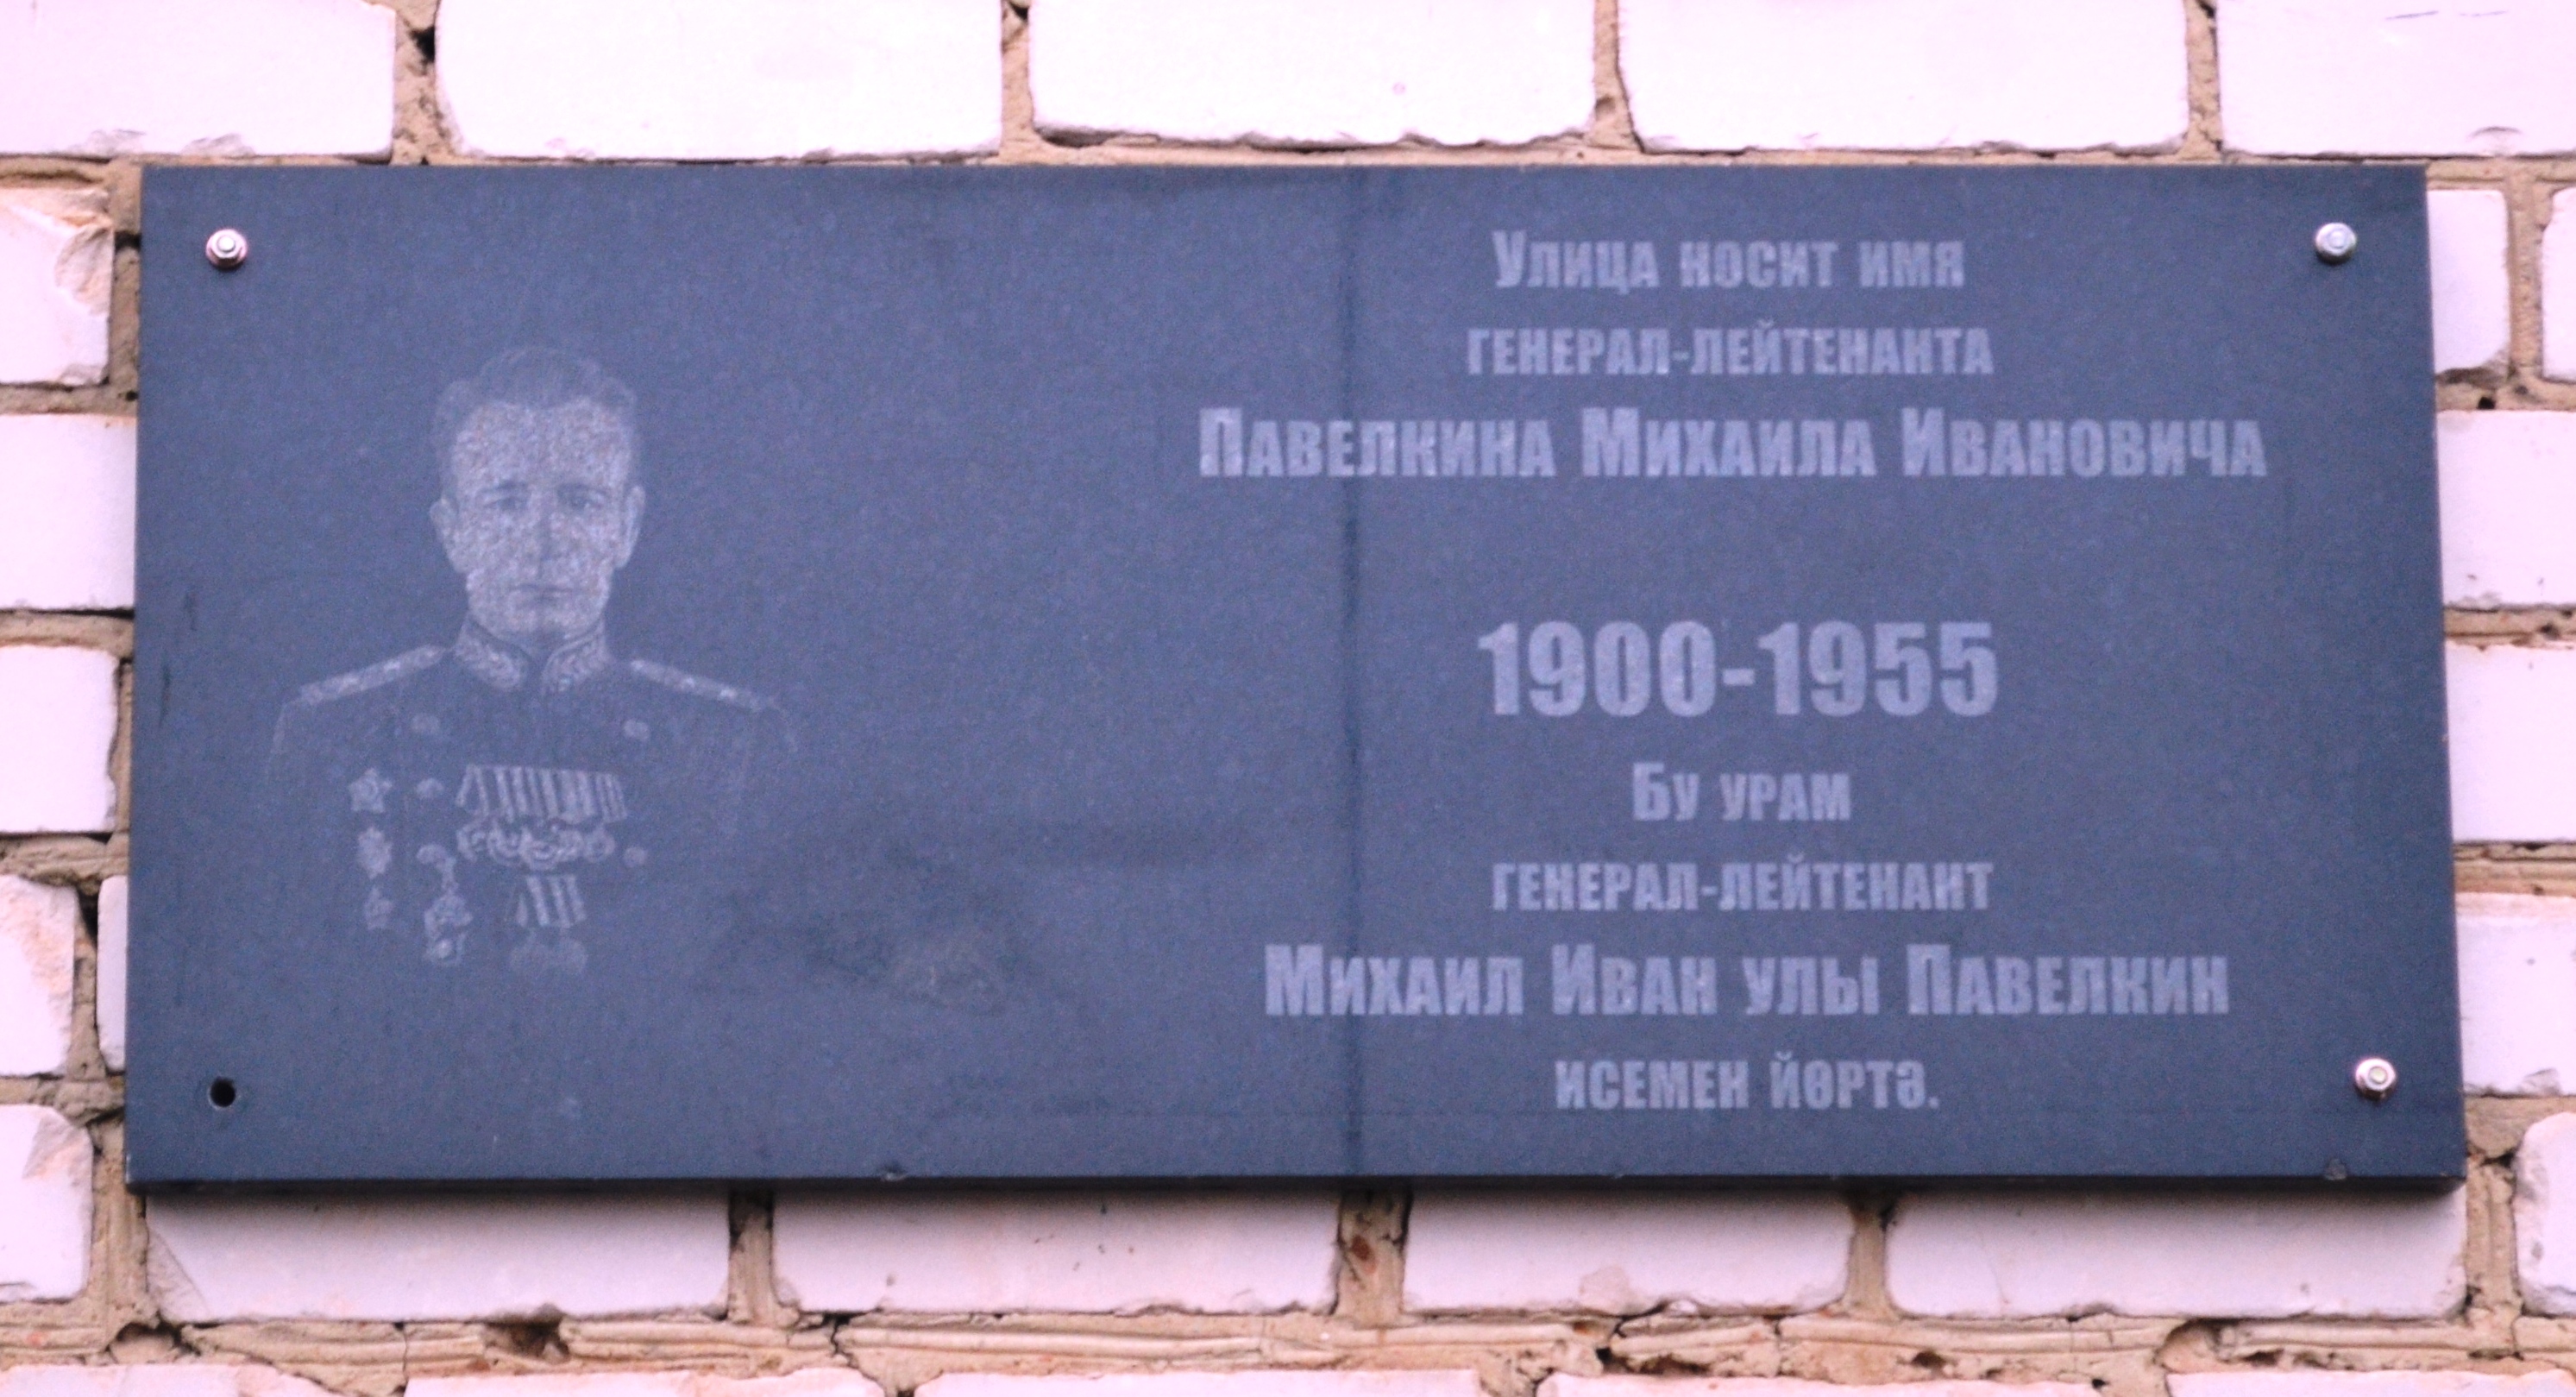 Улица носит имя
генерал-лейтенанта
Павелкина Михаила Ивановича
1900-1955
Бу урам
генерал-лейтенант
Михаил Иван улы Павелкин
исемен йөртә.